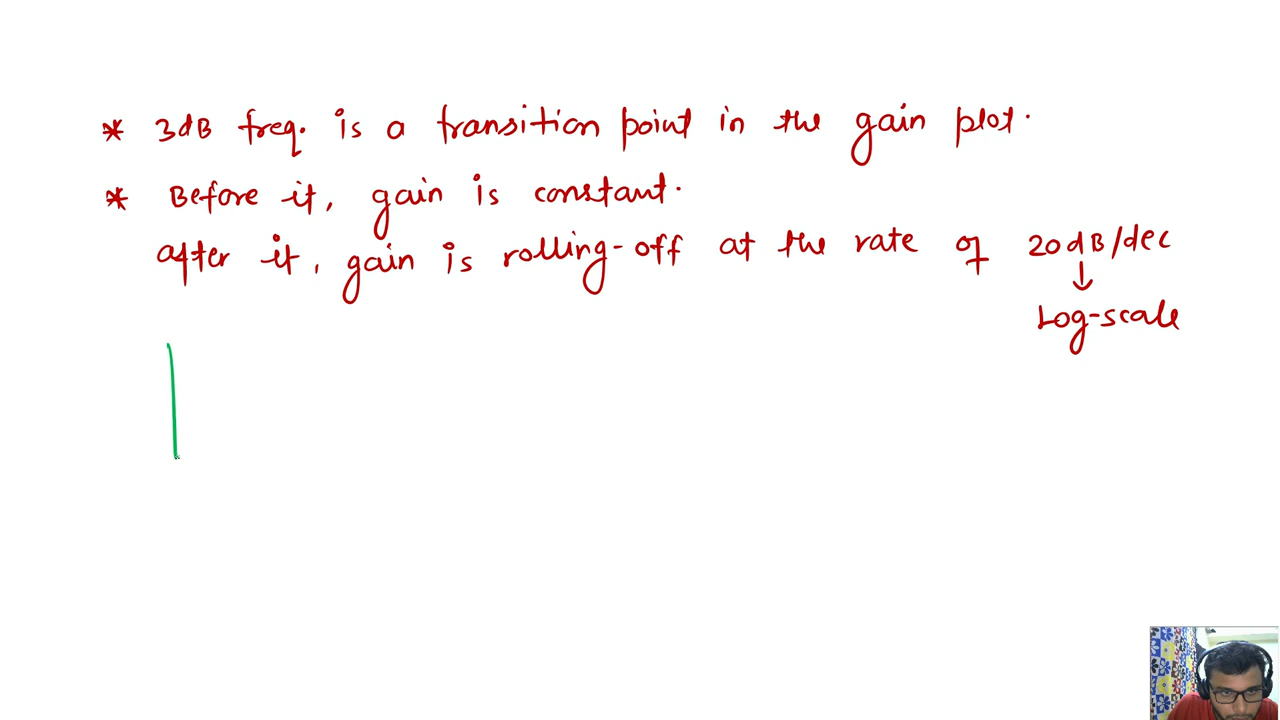 * 3dB freq. is a transition point in the gain plot.
* Before it, gain is constant.
after it, gain is rolling-off at the rate of 20dB/dec
↓
Log-scale